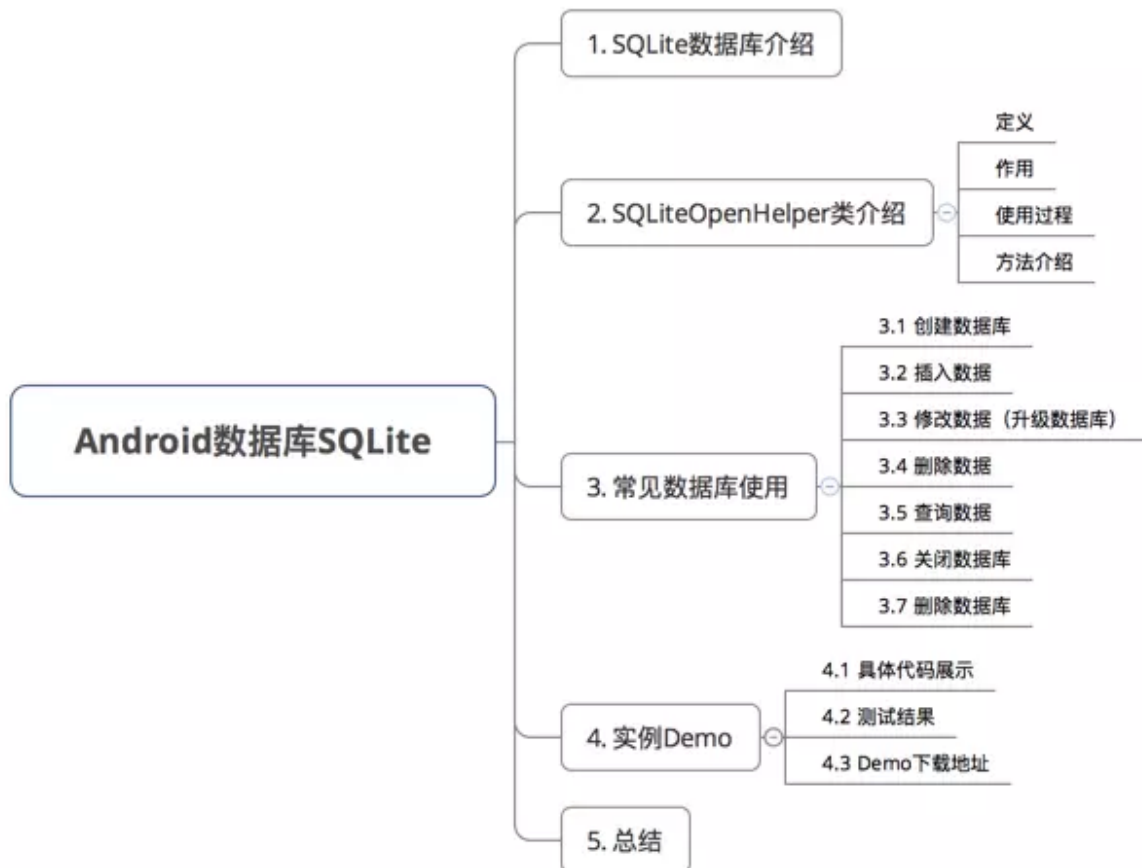 Android数据库SQLite
1. SQLite数据库介绍
2. SQLiteOpenHelper类介绍
定义
作用
使用过程
方法介绍
3. 常见数据库使用
3.1 创建数据库
3.2 插入数据
3.3 修改数据（升级数据库）
3.4 删除数据
3.5 查询数据
3.6 关闭数据库
3.7 删除数据库
4. 实例Demo
4.1 具体代码展示
4.2 测试结果
4.3 Demo下载地址
5. 总结